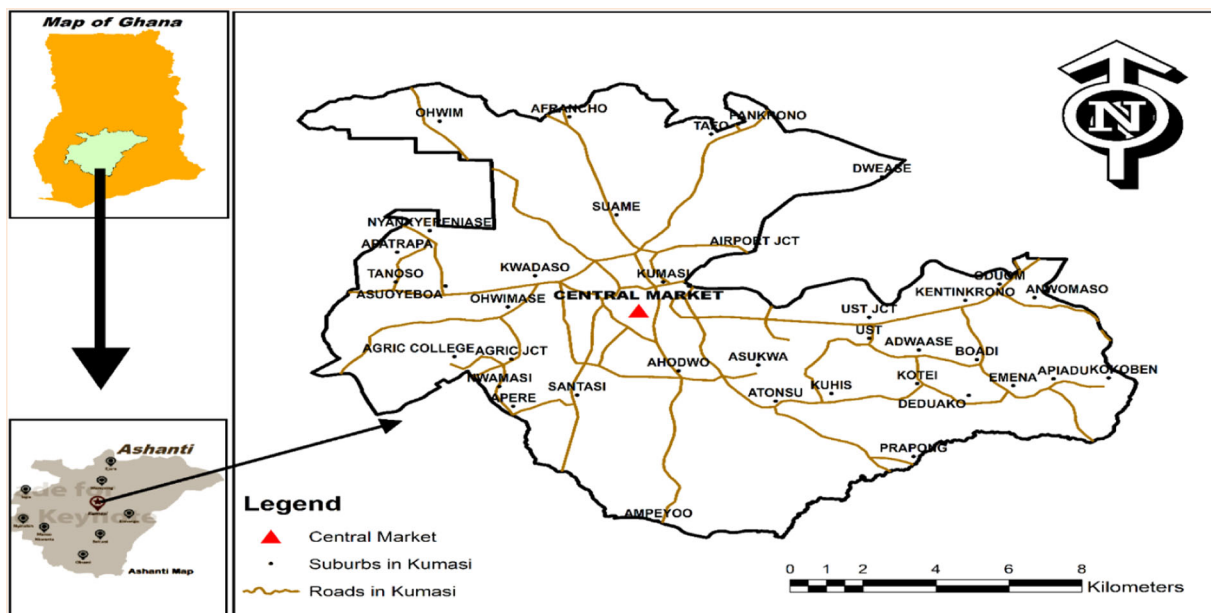 Map of Ghana
OHWIM
AFRANCHO
PANKRONO
TAFO
DWEASE
SUAME
NYANKYERENIASE
APATRAPA
AIRPORT JCT
TANOSO
KWADASO
KUMASI
ODUOM
ASUOYEBOA
CENTRAL MARKET
KENTINKRONO
ANWOMASO
OHWIMASE
UST JCT
UST
ADWAASE
AGRIC COLLEGE
AGRIC JCT
AHODWO
ASUKWA
BOADI
NWAMASI
SANTASI
KUHIS
KOTEI
EMENA
APIADU
KOKOBEN
APERE
ATONSU
DEDUAKO
PRAPONG
AMPEYOO
N
Ashanti
de for
Keynote
Ashanti Map
Legend
Central Market
Suburbs in Kumasi
Roads in Kumasi
0 1 2 4 6 8
Kilometers